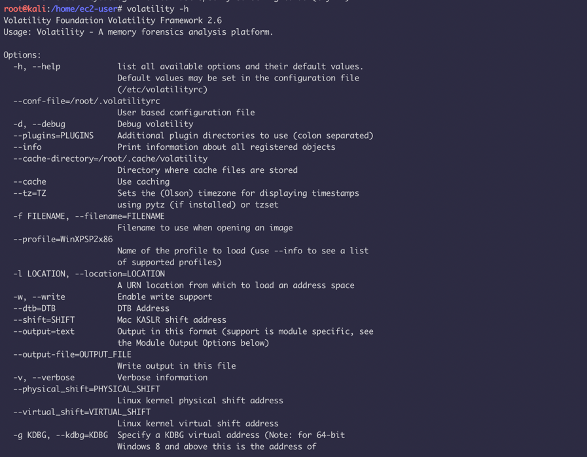 root@kali:/home/ec2-user# volatility -h
Volatility Foundation Volatility Framework 2.6
Usage: Volatility - A memory forensics analysis platform.

Options:
  -h, --help            list all available options and their default values.
                        Default values may be set in the configuration file
                        (/etc/volatilityrc)
  --conf-file=/root/.volatilityrc
                        User based configuration file
  -d, --debug           Debug volatility
  --plugins=PLUGINS     Additional plugin directories to use (colon separated)
  --info                Print information about all registered objects
  --cache-directory=/root/.cache/volatility
                        Directory where cache files are stored
  --cache               Use caching
  --tz=TZ               Sets the (Olson) timezone for displaying timestamps
                        using pytz (if installed) or tzset
  -f FILENAME, --filename=FILENAME
                        Filename to use when opening an image
  --profile=WinXPSP2x86
                        Name of the profile to load (use --info to see a list
                        of supported profiles)
  -l LOCATION, --location=LOCATION
                        A URN location from which to load an address space
  -w, --write           Enable write support
  --dtb=DTB             DTB Address
  --shift=SHIFT         Mac KASLR shift address
  --output=text         Output in this format (support is module specific, see
                        the Module Output Options below)
  --output-file=OUTPUT_FILE
                        Write output in this file
  -v, --verbose         Verbose information
  --physical_shift=PHYSICAL_SHIFT
                        Linux kernel physical shift address
  --virtual_shift=VIRTUAL_SHIFT
                        Linux kernel virtual shift address
  -g KDBG, --kdbg=KDBG  Specify a KDBG virtual address (Note: for 64-bit
                        Windows 8 and above this is the address of